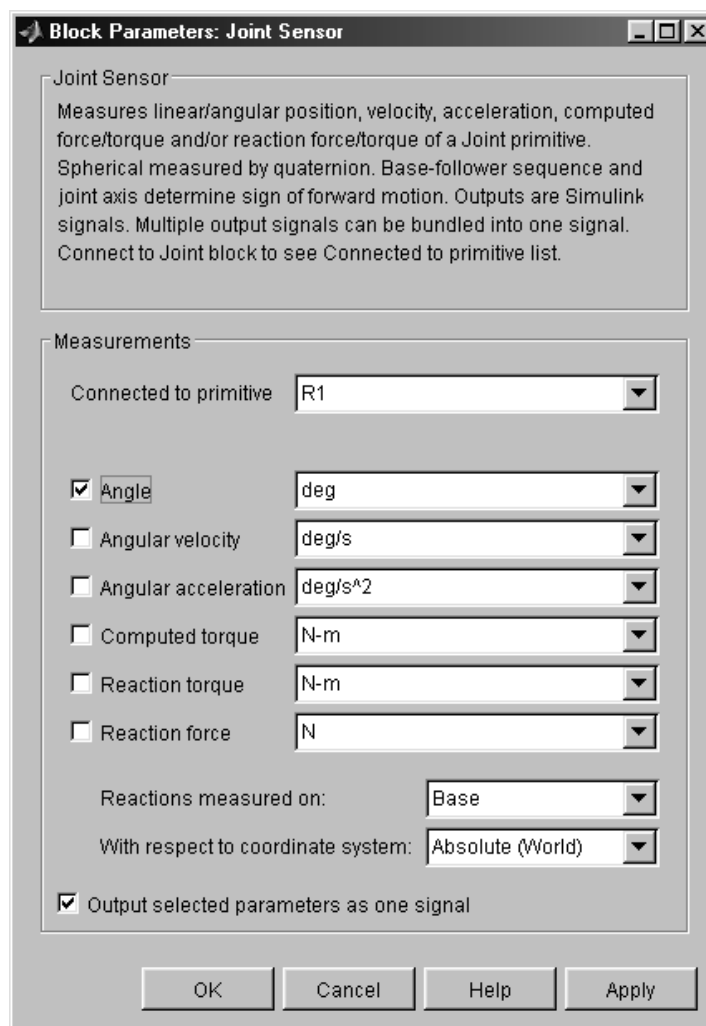 Block Parameters: Joint Sensor
Joint Sensor
Measures linear/angular position, velocity, acceleration, computed
force/torque and/or reaction force/torque of a Joint primitive.
Spherical measured by quaternion. Base-follower sequence and
joint axis determine sign of forward motion. Outputs are Simulink
signals. Multiple output signals can be bundled into one signal.
Connect to Joint block to see Connected to primitive list.
Measurements
Connected to primitive R1
Angle deg
Angular velocity deg/s
Angular acceleration deg/s^2
Computed torque N-m
Reaction torque N-m
Reaction force N
Reactions measured on: Base
With respect to coordinate system: Absolute (World)
Output selected parameters as one signal
OK Cancel Help Apply